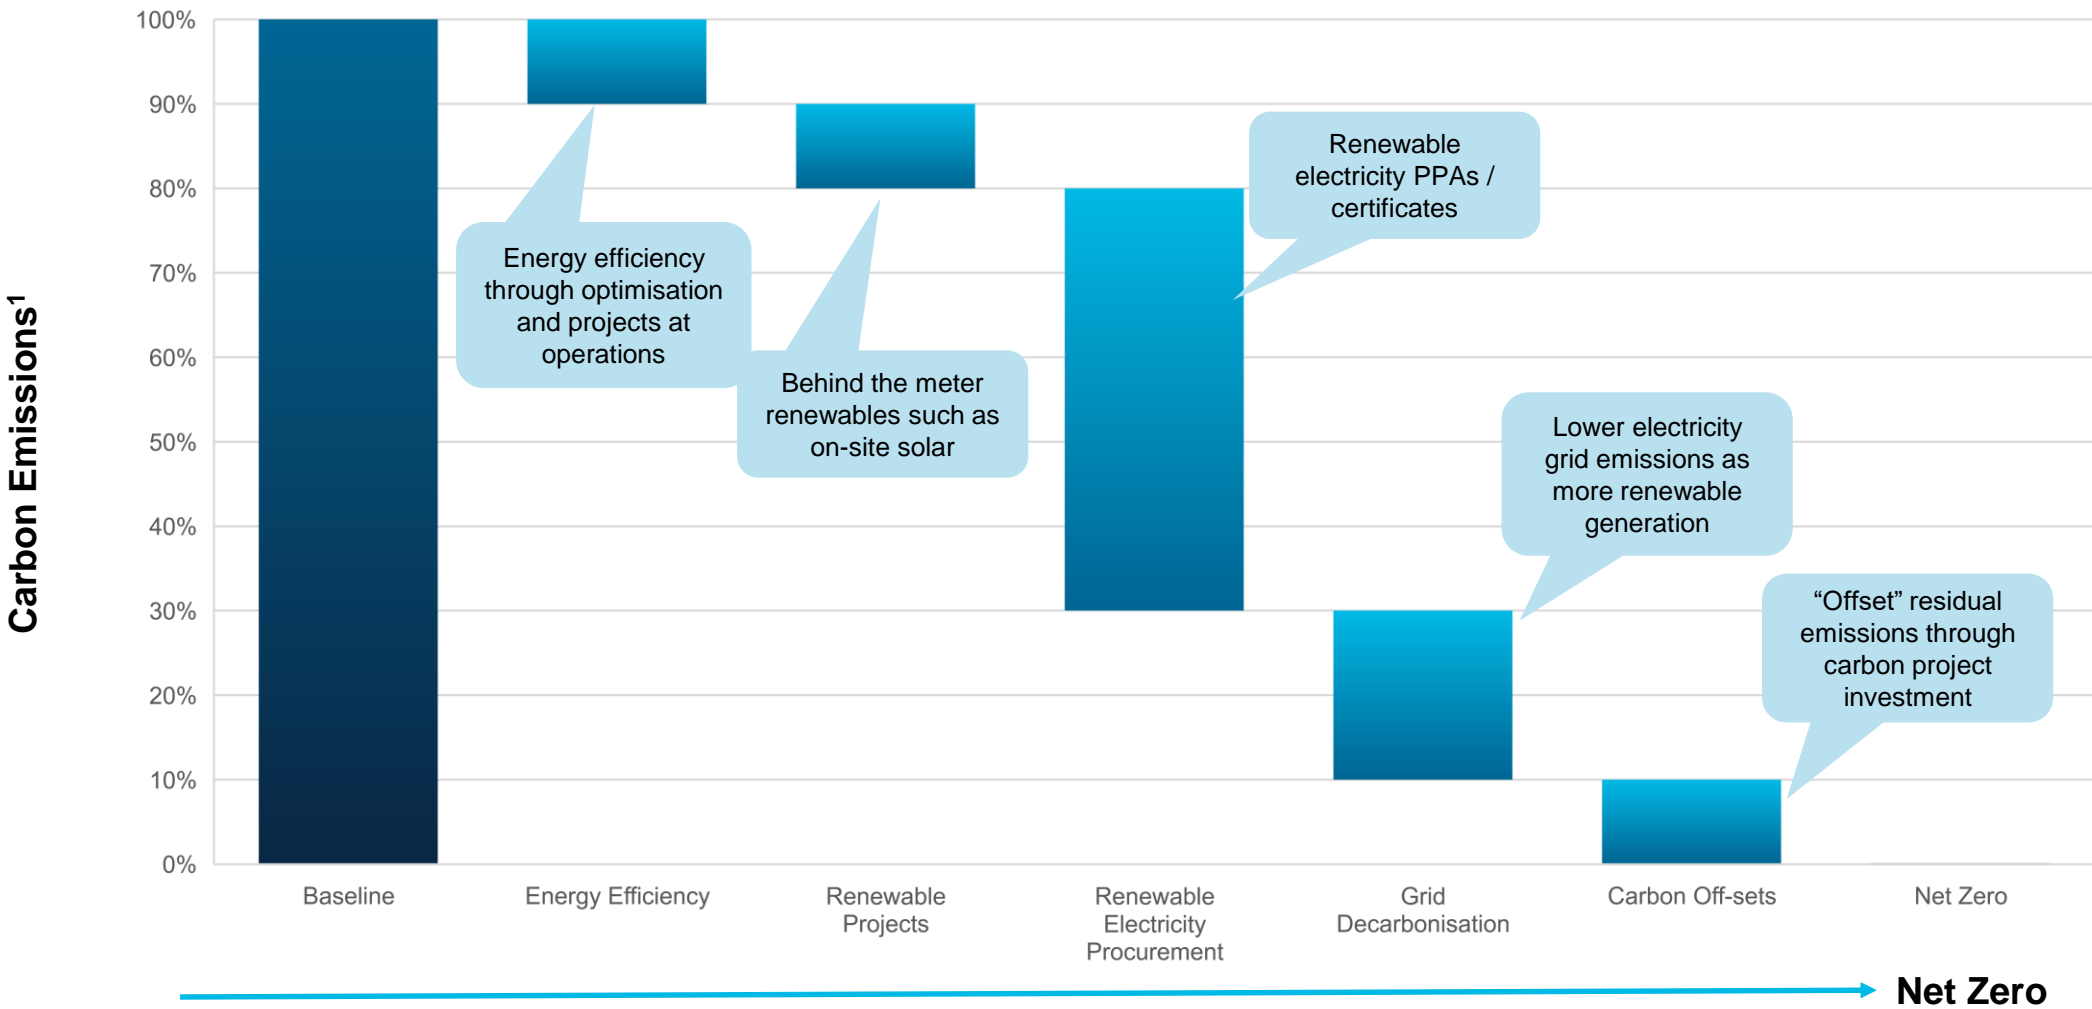 Carbon Emissions¹
100%
90%
80%
70%
60%
50%
40%
30%
20%
10%
0%
Energy efficiency
through optimisation
and projects at
operations
Behind the meter
renewables such as
on-site solar
Renewable
electricity PPAs /
certificates
Lower electricity
grid emissions as
more renewable
generation
“Offset” residual
emissions through
carbon project
investment
Baseline
Energy Efficiency
Renewable
Projects
Renewable
Electricity
Procurement
Grid
Decarbonisation
Carbon Off-sets
Net Zero
Net Zero